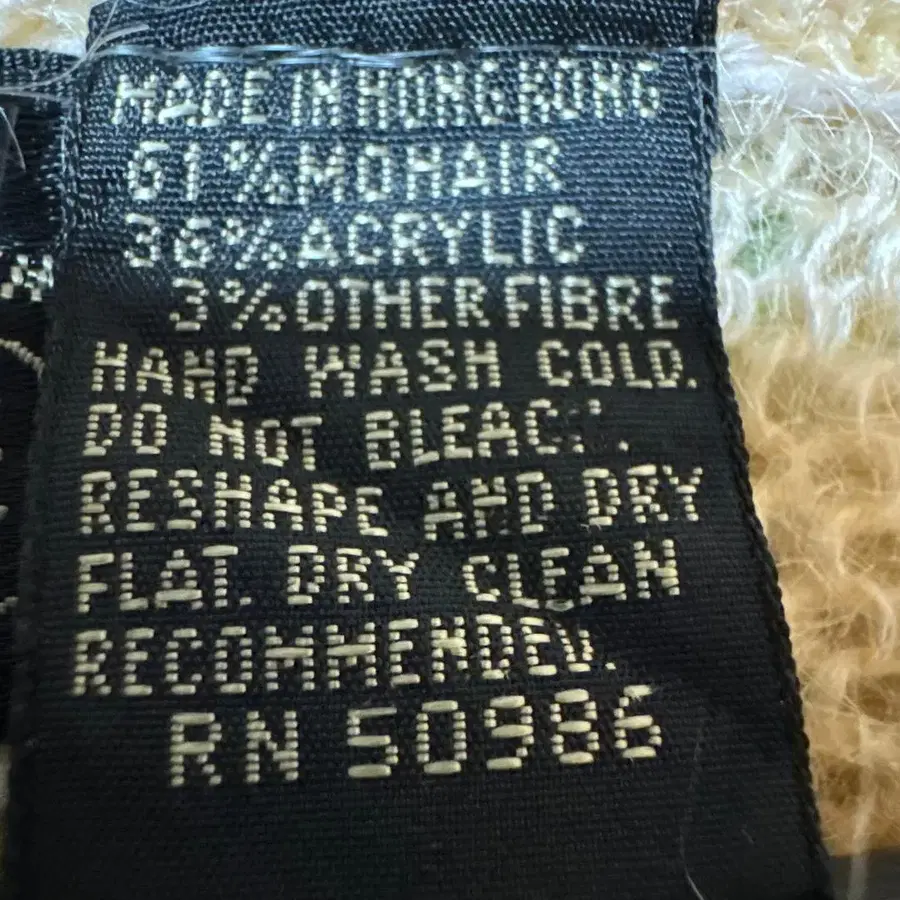 MADE IN HONG KONG
61% MOHAIR
36% ACRYLIC
3% OTHER FIBRE
HAND WASH COLD.
DO NOT BLEACH.
RESHAPE AND DRY
FLAT. DRY CLEAN
RECOMMENDED.
RN 50986